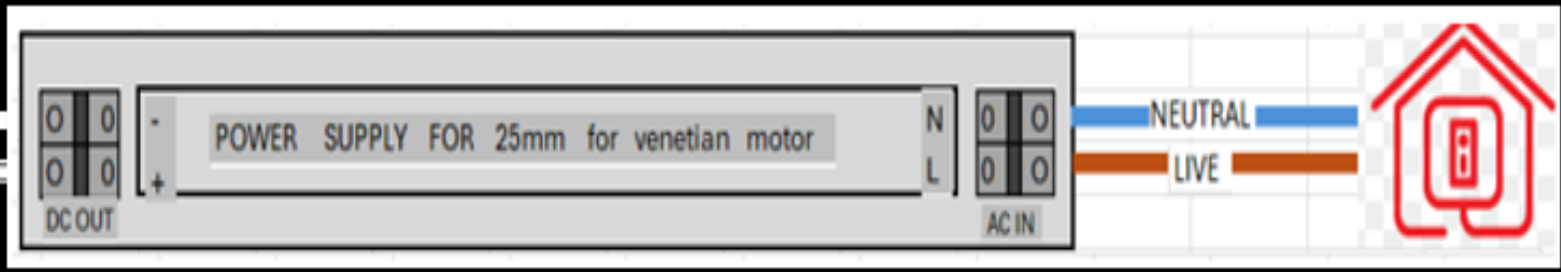 -
+
DC OUT
POWER SUPPLY FOR 25mm for venetian motor
N
L
AC IN
NEUTRAL
LIVE